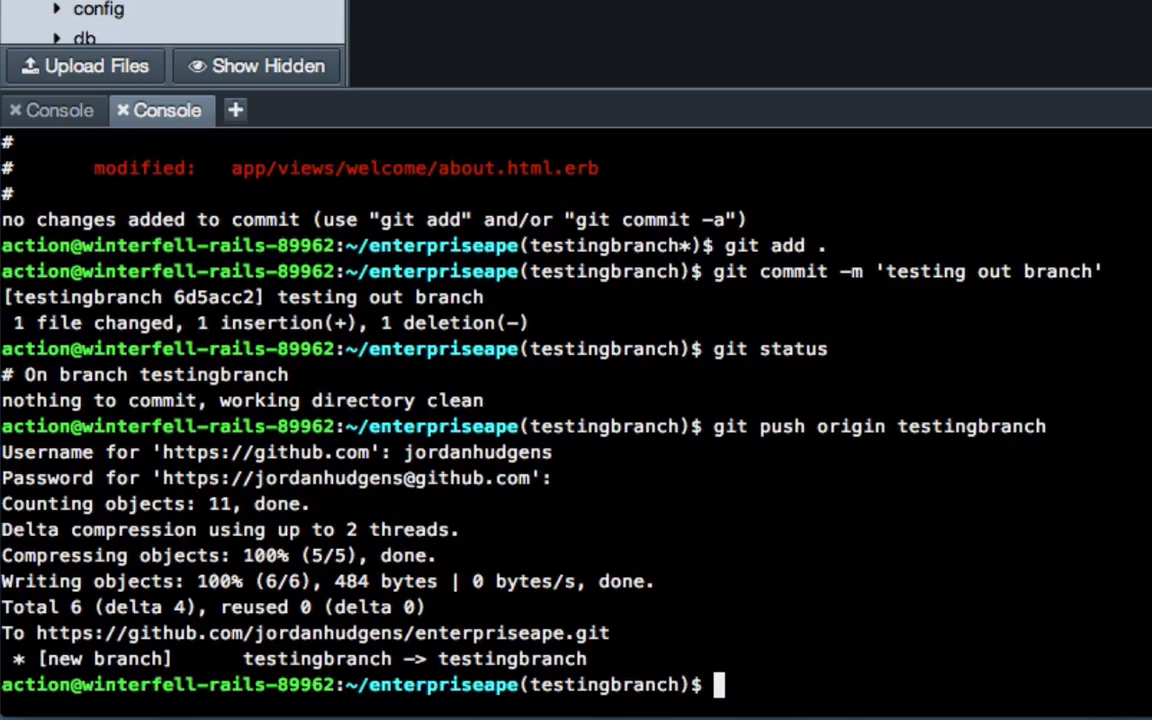 config
db
Upload Files Show Hidden
Console Console +
#
# modified: app/views/welcome/about.html.erb
#
no changes added to commit (use "git add" and/or "git commit -a")
action@winterfell-rails-89962:~/enterpriseape(testingbranch*)$ git add .
action@winterfell-rails-89962:~/enterpriseape(testingbranch)$ git commit -m 'testing out branch'
[testingbranch 6d5acc2] testing out branch
1 file changed, 1 insertion(+), 1 deletion(-)
action@winterfell-rails-89962:~/enterpriseape(testingbranch)$ git status
# On branch testingbranch
nothing to commit, working directory clean
action@winterfell-rails-89962:~/enterpriseape(testingbranch)$ git push origin testingbranch
Username for 'https://github.com': jordanhudgens
Password for 'https://jordanhudgens@github.com':
Counting objects: 11, done.
Delta compression using up to 2 threads.
Compressing objects: 100% (5/5), done.
Writing objects: 100% (6/6), 484 bytes | 0 bytes/s, done.
Total 6 (delta 4), reused 0 (delta 0)
To https://github.com/jordanhudgens/enterpriseape.git
* [new branch] testingbranch -> testingbranch
action@winterfell-rails-89962:~/enterpriseape(testingbranch)$